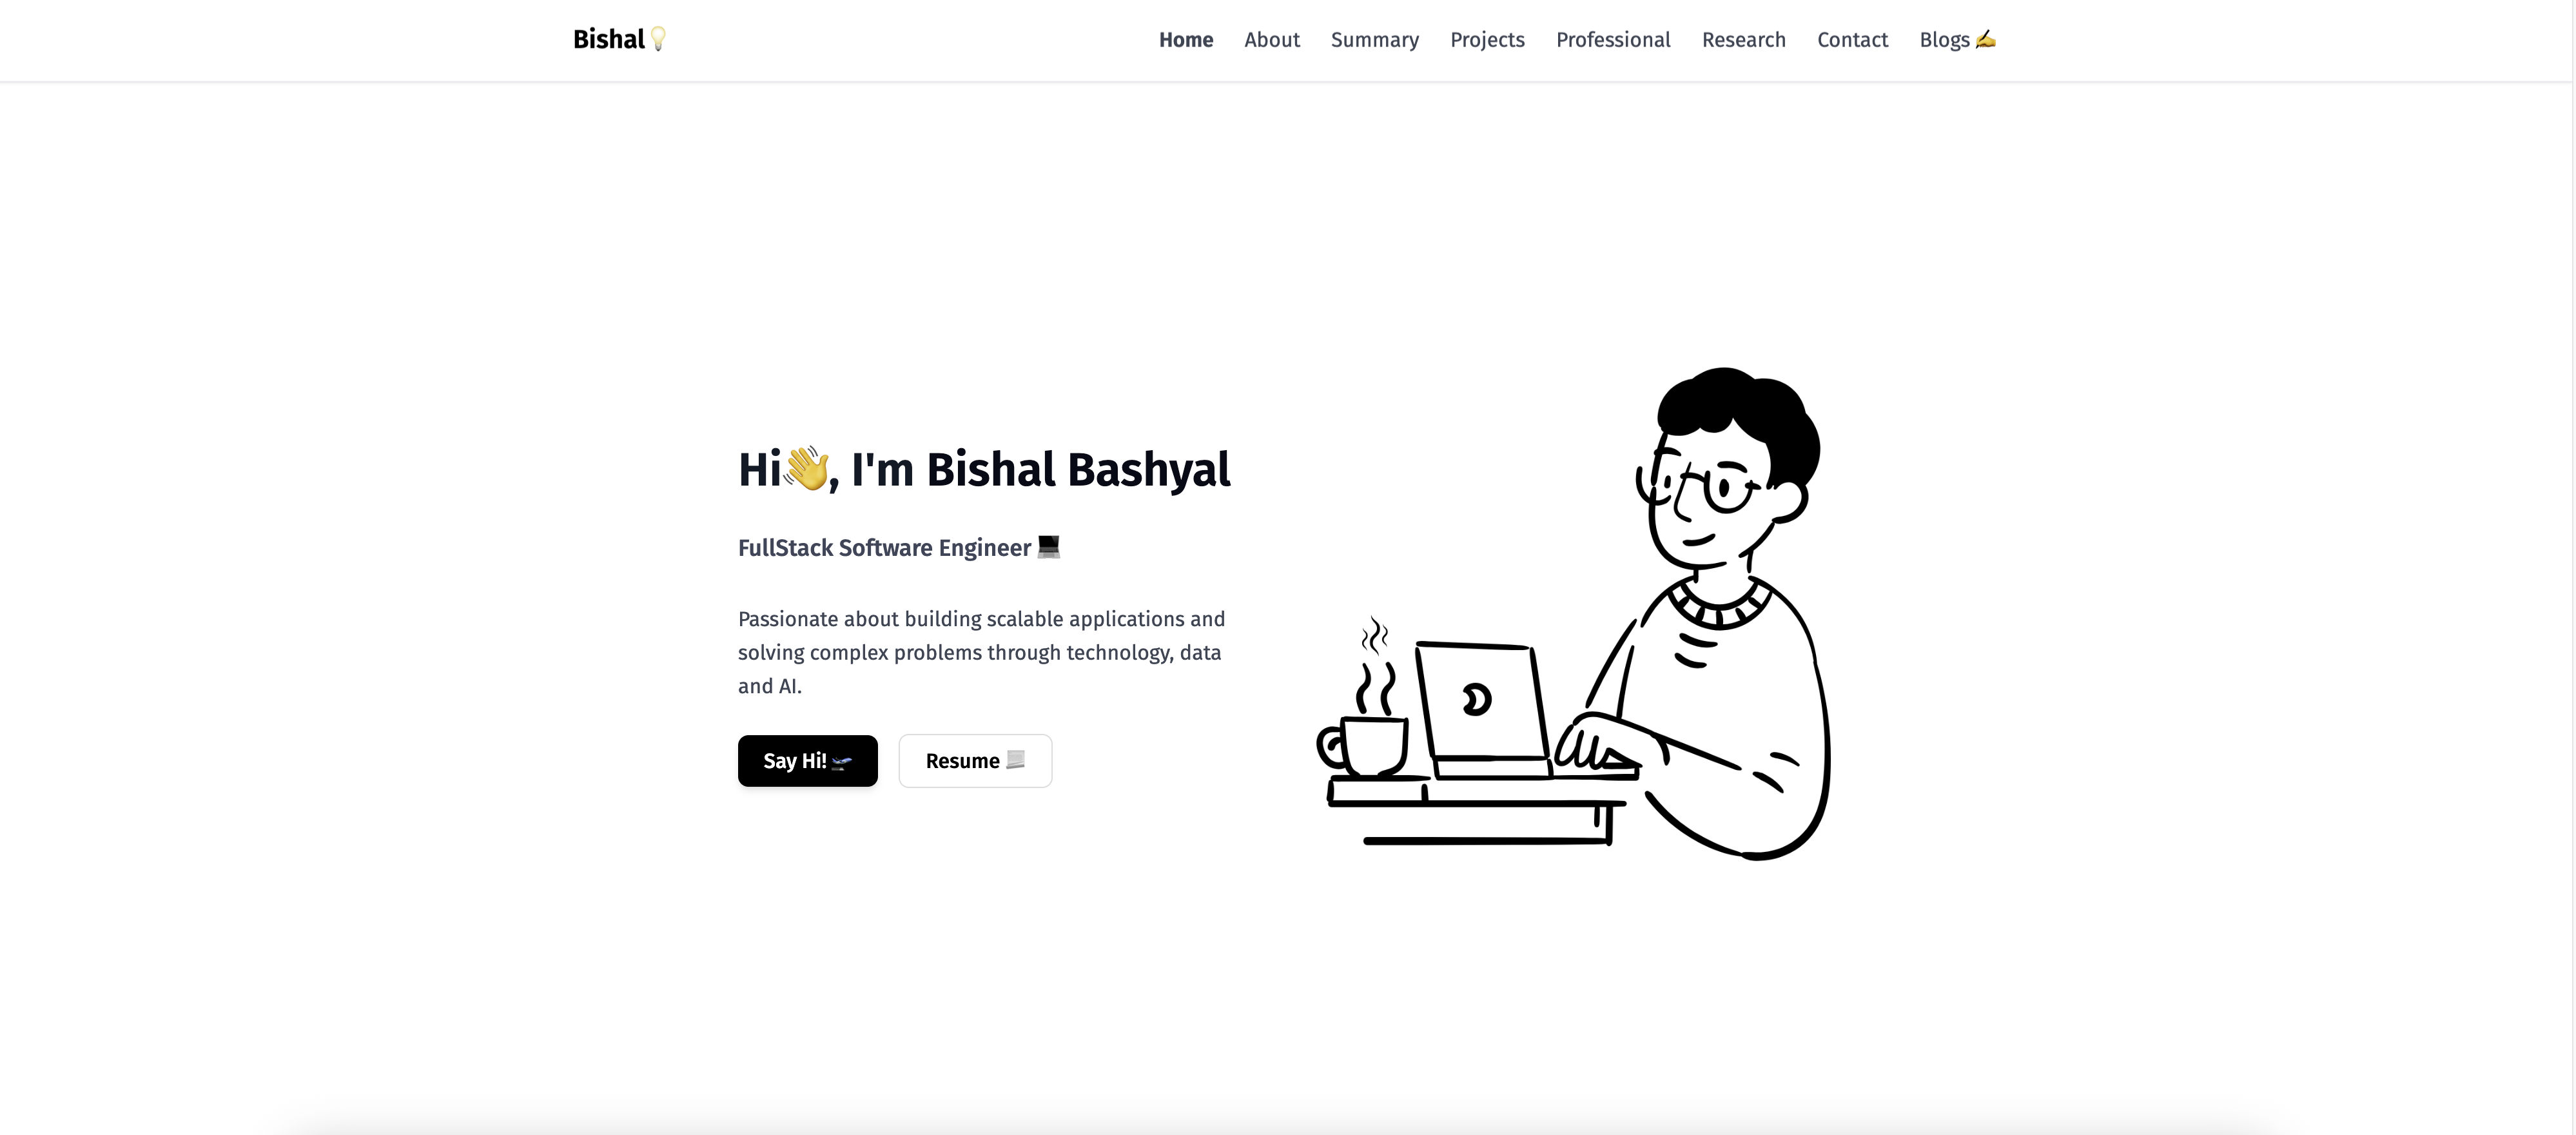 Bishal💡
Home About Summary Projects Professional Research Contact Blogs ✍️
Hi👋, I'm Bishal Bashyal
FullStack Software Engineer 💻
Passionate about building scalable applications and
solving complex problems through technology, data
and AI.
Say Hi! 🛫
Resume 📃